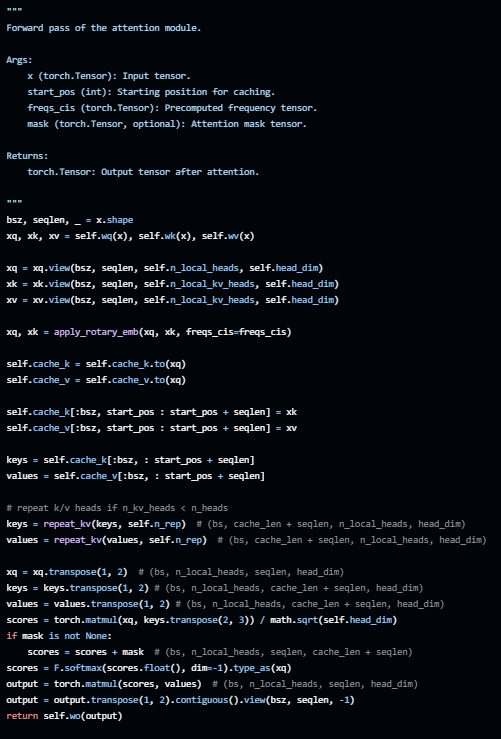 """
Forward pass of the attention module.

Args:
    x (torch.Tensor): Input tensor.
    start_pos (int): Starting position for caching.
    freqs_cis (torch.Tensor): Precomputed frequency tensor.
    mask (torch.Tensor, optional): Attention mask tensor.

Returns:
    torch.Tensor: Output tensor after attention.

"""
bsz, seqlen, _ = x.shape
xq, xk, xv = self.wq(x), self.wk(x), self.wv(x)

xq = xq.view(bsz, seqlen, self.n_local_heads, self.head_dim)
xk = xk.view(bsz, seqlen, self.n_local_kv_heads, self.head_dim)
xv = xv.view(bsz, seqlen, self.n_local_kv_heads, self.head_dim)

xq, xk = apply_rotary_emb(xq, xk, freqs_cis=freqs_cis)

self.cache_k = self.cache_k.to(xq)
self.cache_v = self.cache_v.to(xq)

self.cache_k[:bsz, start_pos : start_pos + seqlen] = xk
self.cache_v[:bsz, start_pos : start_pos + seqlen] = xv

keys = self.cache_k[:bsz, : start_pos + seqlen]
values = self.cache_v[:bsz, : start_pos + seqlen]

# repeat k/v heads if n_kv_heads < n_heads
keys = repeat_kv(keys, self.n_rep)  # (bs, cache_len + seqlen, n_local_heads, head_dim)
values = repeat_kv(values, self.n_rep)  # (bs, cache_len + seqlen, n_local_heads, head_dim)

xq = xq.transpose(1, 2)  # (bs, n_local_heads, seqlen, head_dim)
keys = keys.transpose(1, 2) # (bs, n_local_heads, cache_len + seqlen, head_dim)
values = values.transpose(1, 2) # (bs, n_local_heads, cache_len + seqlen, head_dim)
scores = torch.matmul(xq, keys.transpose(2, 3)) / math.sqrt(self.head_dim)
if mask is not None:
    scores = scores + mask  # (bs, n_local_heads, seqlen, cache_len + seqlen)
scores = F.softmax(scores.float(), dim=-1).type_as(xq)
output = torch.matmul(scores, values)  # (bs, n_local_heads, seqlen, head_dim)
output = output.transpose(1, 2).contiguous().view(bsz, seqlen, -1)
return self.wo(output)